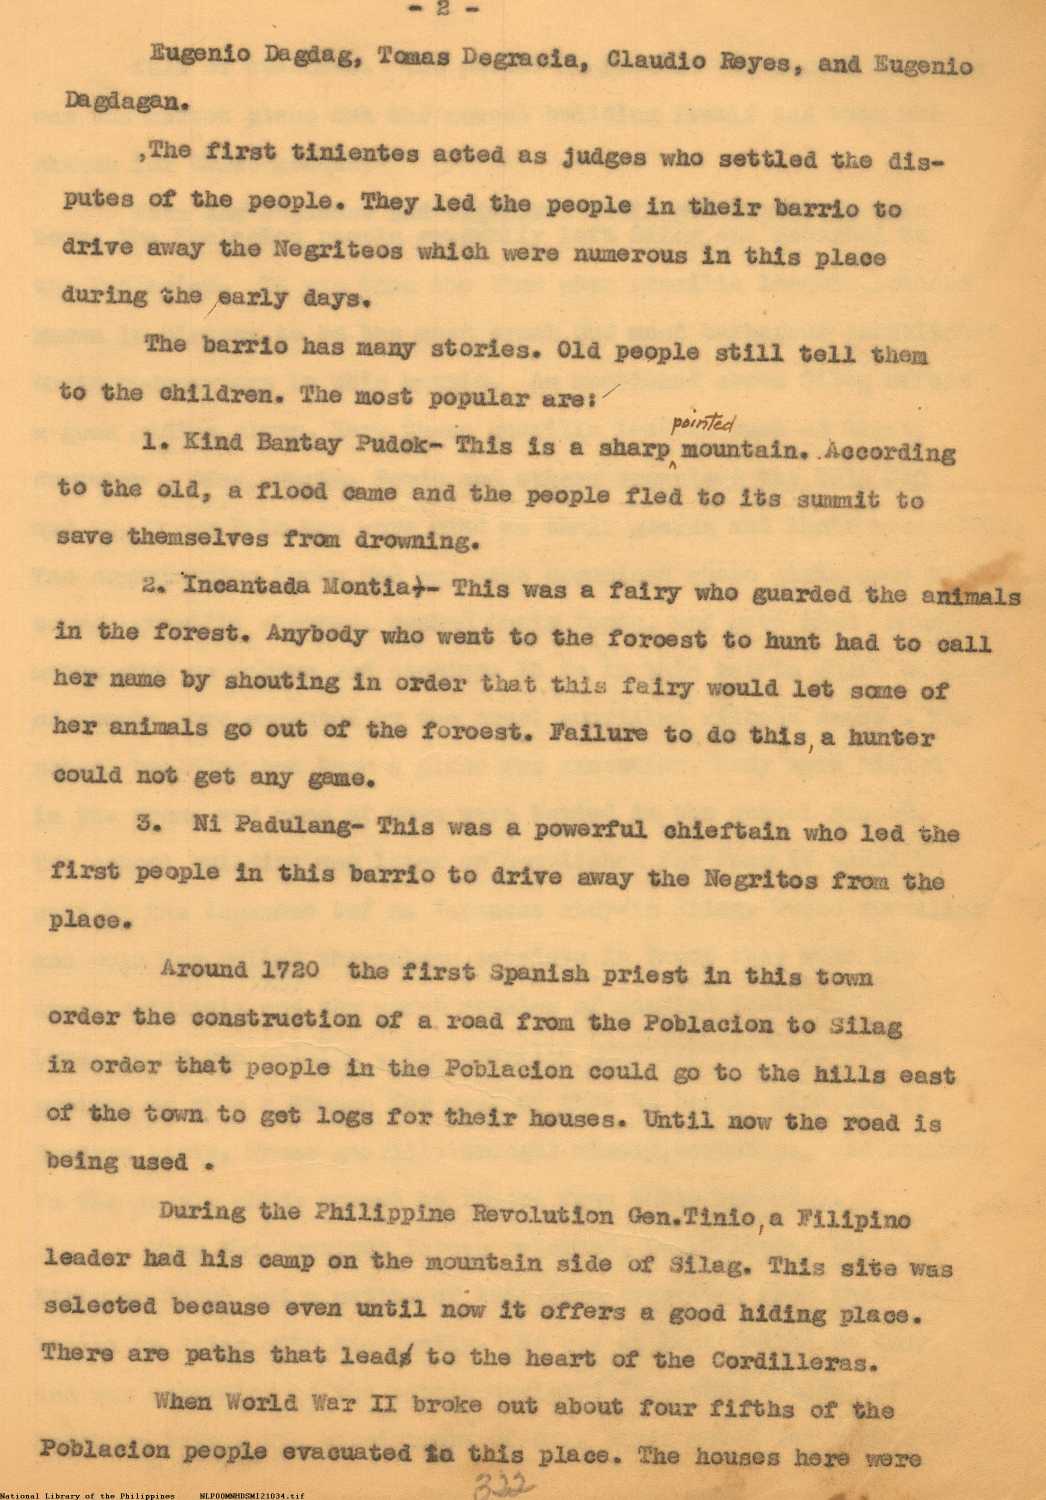 - 2 -
Eugenio Dagdag, Tomas Degracia, Claudio Reyes, and Eugenio
Dagdagan.
,The first tinientes acted as judges who settled the dis-
putes of the people. They led the people in their barrio to
drive away the Negriteos which were numerous in this place
during the early days.
The barrio has many stories. Old people still tell them
to the children. The most popular are:
pointed
1. Kind Bantay Pudok- This is a sharp mountain. According
to the old, a flood came and the people fled to its summit to
save themselves from drowning.
2. Incantada Montia)- This was a fairy who guarded the animals
in the forest. Anybody who went to the foroest to hunt had to call
her name by shouting in order that this fairy would let some of
her animals go out of the foroest. Failure to do this, a hunter
could not get any game.
3. Ni Padulang- This was a powerful chieftain who led the
first people in this barrio to drive away the Negritos from the
place.
Around 1720 the first Spanish priest in this town
order the construction of a road from the Poblacion to Silag
in order that people in the Poblacion could go to the hills east
of the town to get logs for their houses. Until now the road is
being used .
During the Philippine Revolution Gen.Tinio, a Filipino
leader had his camp on the mountain side of Silag. This site was
selected because even until now it offers a good hiding place.
There are paths that lead to the heart of the Cordilleras.
When World War II broke out about four fifths of the
Poblacion people evacuated to this place. The houses here were
322
National Library of the Philippines NLP00MNHDSMI21034.tif